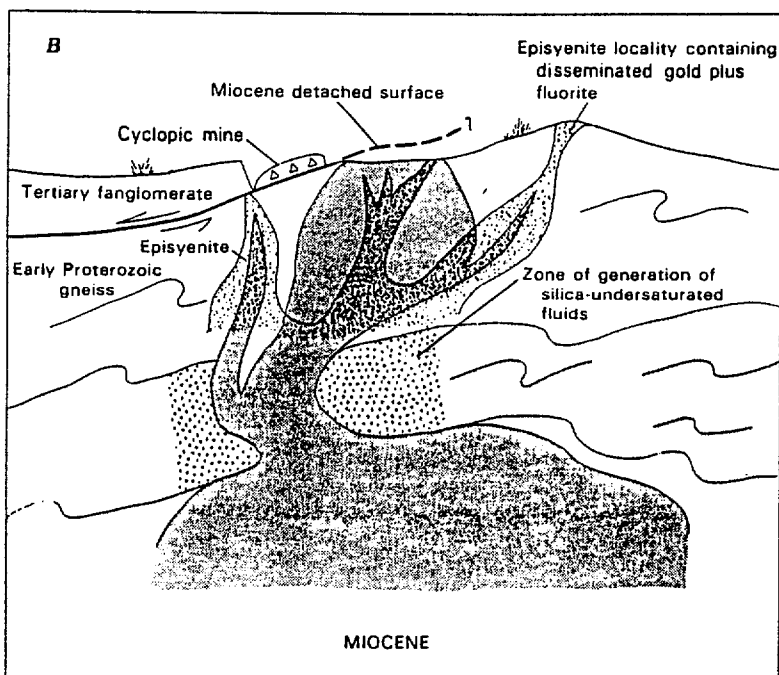 B
Episyenite locality containing
disseminated gold plus
fluorite
Miocene detached surface
?
Cyclopic mine
Tertiary fanglomerate
Episyenite
Early Proterozoic
gneiss
Zone of generation of
silica-undersaturated
fluids
MIOCENE